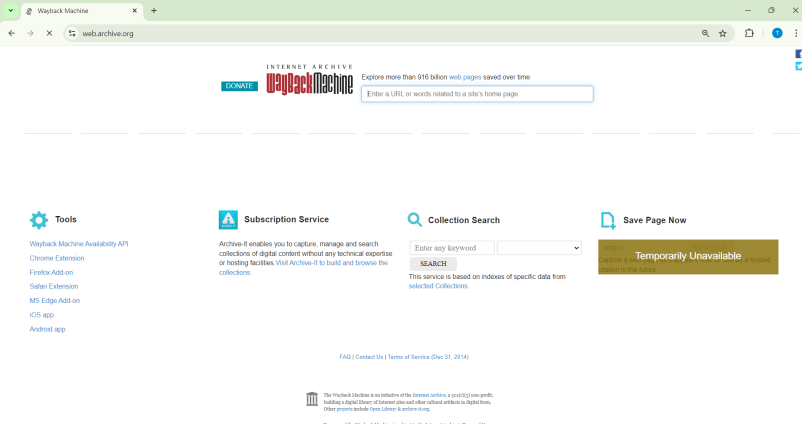 Wayback Machine
web.archive.org
T
INTERNET ARCHIVE
WayBackMachine
DONATE
Explore more than 916 billion web pages saved over time
Enter a URL or words related to a site's home page
Tools
Wayback Machine Availability API
Chrome Extension
Firefox Add-on
Safari Extension
MS Edge Add-on
iOS app
Android app
Subscription Service
Archive-It enables you to capture, manage and search
collections of digital content without any technical expertise
or hosting facilities. Visit Archive-It to build and browse the
collections.
Collection Search
Enter any keyword
SEARCH
This service is based on indexes of specific data from
selected Collections.
Save Page Now
Temporarily Unavailable
FAQ | Contact Us | Terms of Service (Dec 31, 2014)
The Wayback Machine is an initiative of the Internet Archive, a 501(c)(3) non-profit,
building a digital library of Internet sites and other cultural artifacts in digital form.
Other projects include Open Library & archive-it.org.